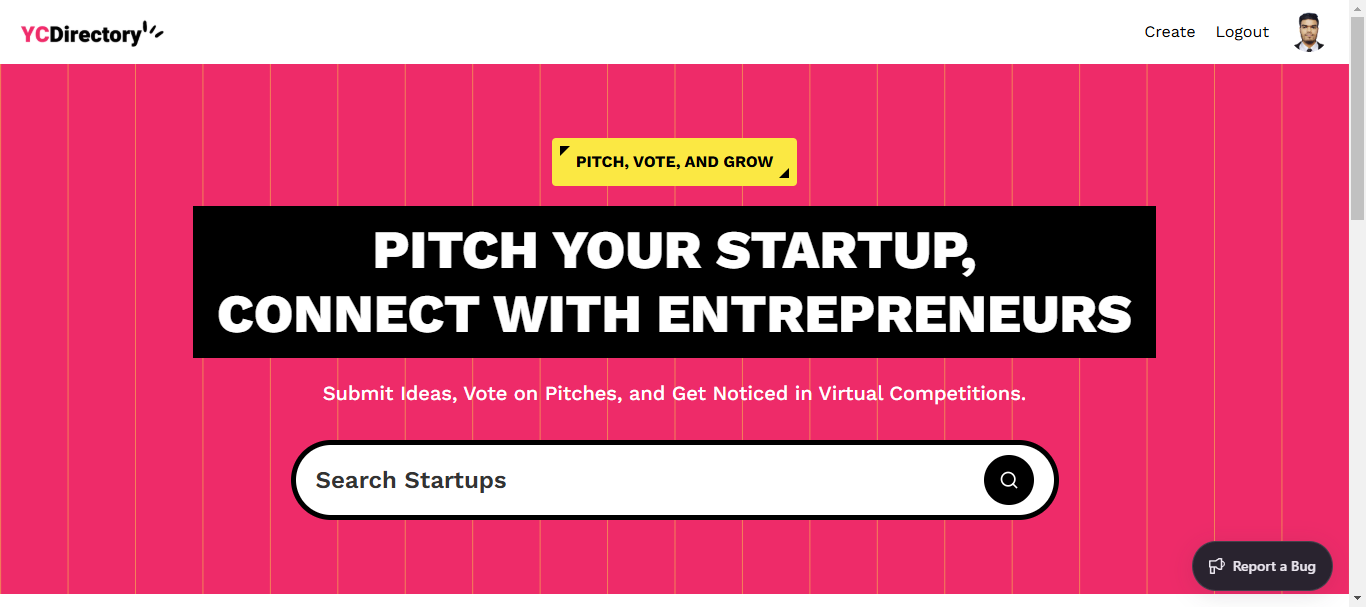 YCDirectory
Create
Logout
PITCH, VOTE, AND GROW
PITCH YOUR STARTUP,
CONNECT WITH ENTREPRENEURS
Submit Ideas, Vote on Pitches, and Get Noticed in Virtual Competitions.
Search Startups
Report a Bug